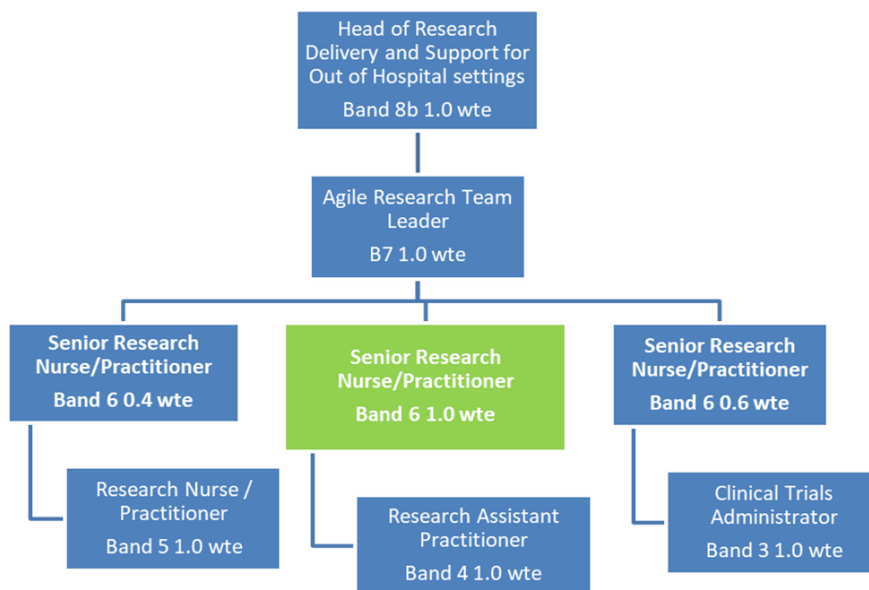 Head of Research
Delivery and Support for
Out of Hospital settings
Band 8b 1.0 wte
Agile Research Team
Leader
B7 1.0 wte
Senior Research
Nurse/Practitioner
Band 6 0.4 wte
Senior Research
Nurse/Practitioner
Band 6 1.0 wte
Senior Research
Nurse/Practitioner
Band 6 0.6 wte
Research Nurse /
Practitioner
Band 5 1.0 wte
Research Assistant
Practitioner
Band 4 1.0 wte
Clinical Trials
Administrator
Band 3 1.0 wte